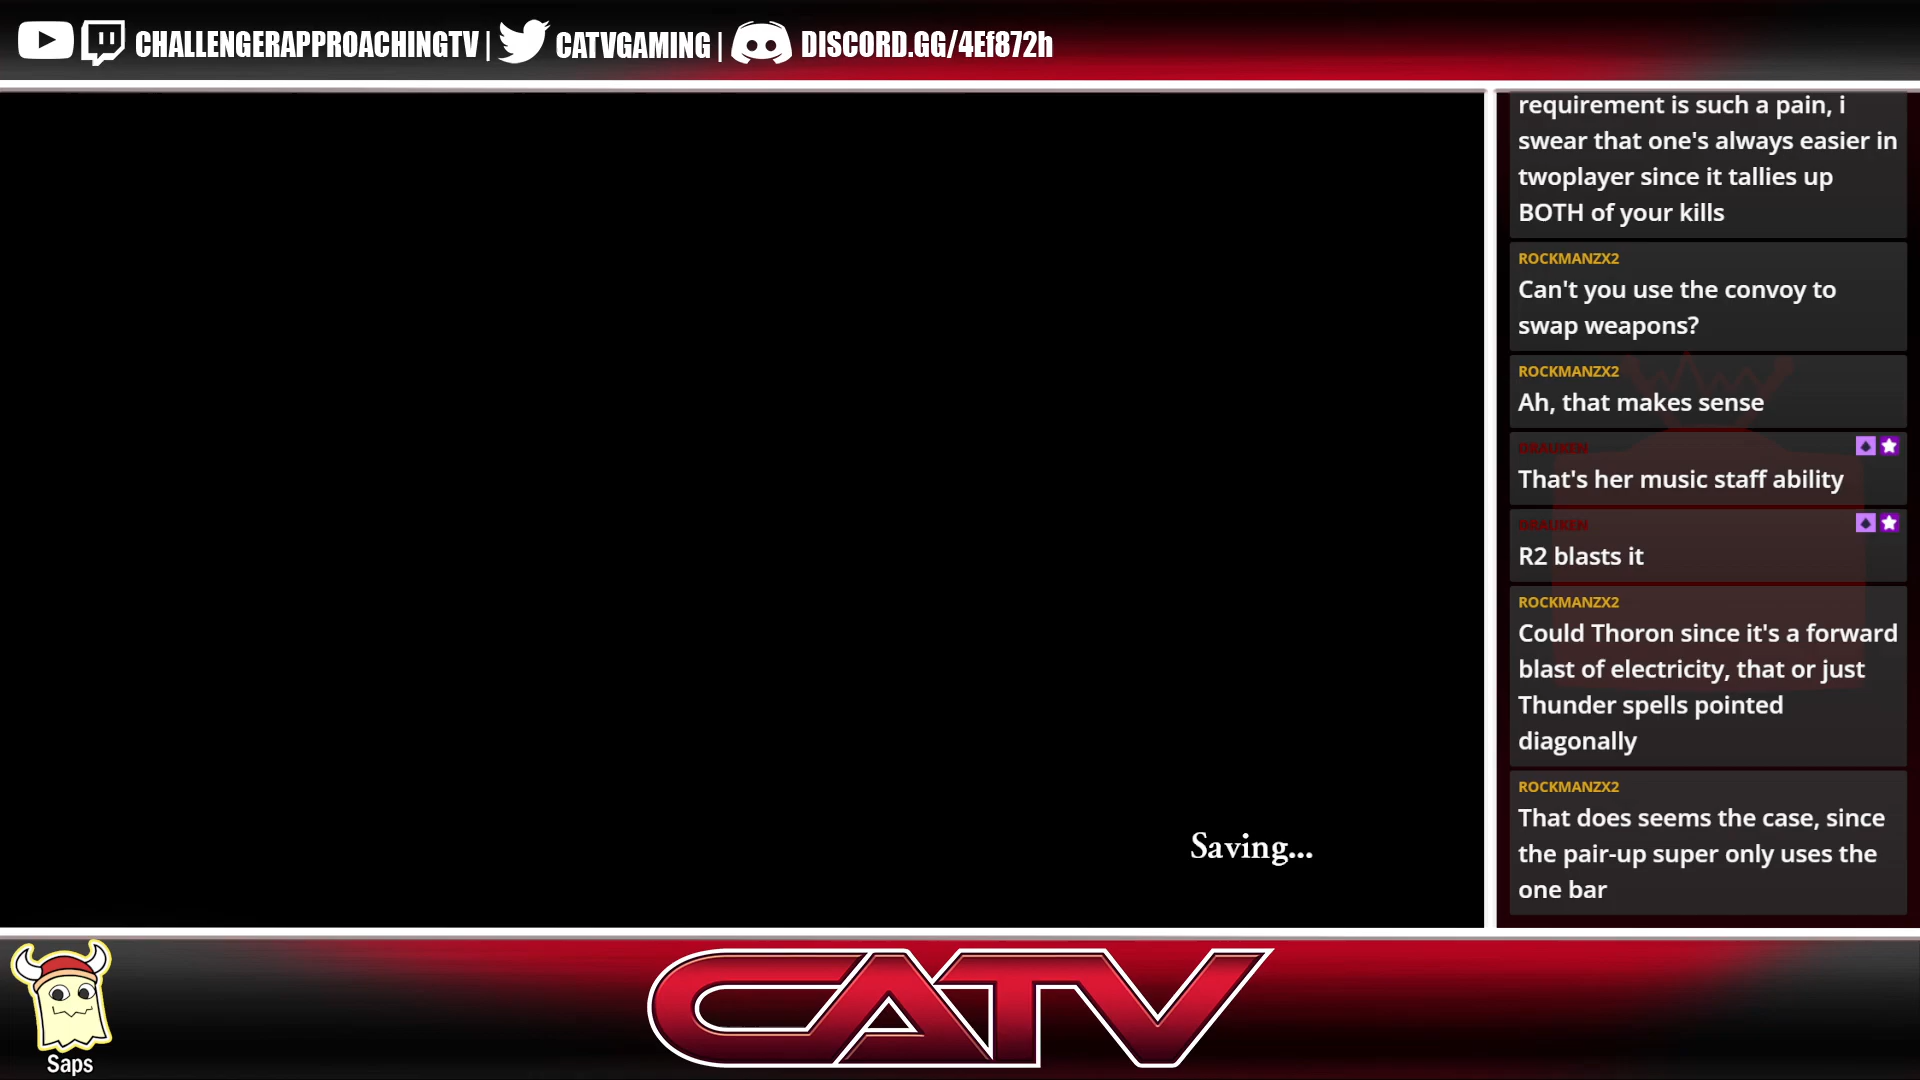 CHALLENGERAPPROACHINGTV | CATVGAMING | DISCORD.GG/4Ef872h
requirement is such a pain, i
swear that one's always easier in
twoplayer since it tallies up
BOTH of your kills
ROCKMANZX2
Can't you use the convoy to
swap weapons?
ROCKMANZX2
Ah, that makes sense
DRAUKEN
That's her music staff ability
DRAUKEN
R2 blasts it
ROCKMANZX2
Could Thoron since it's a forward
blast of electricity, that or just
Thunder spells pointed
diagonally
ROCKMANZX2
That does seems the case, since
the pair-up super only uses the
one bar
Saving...
Saps
CATV